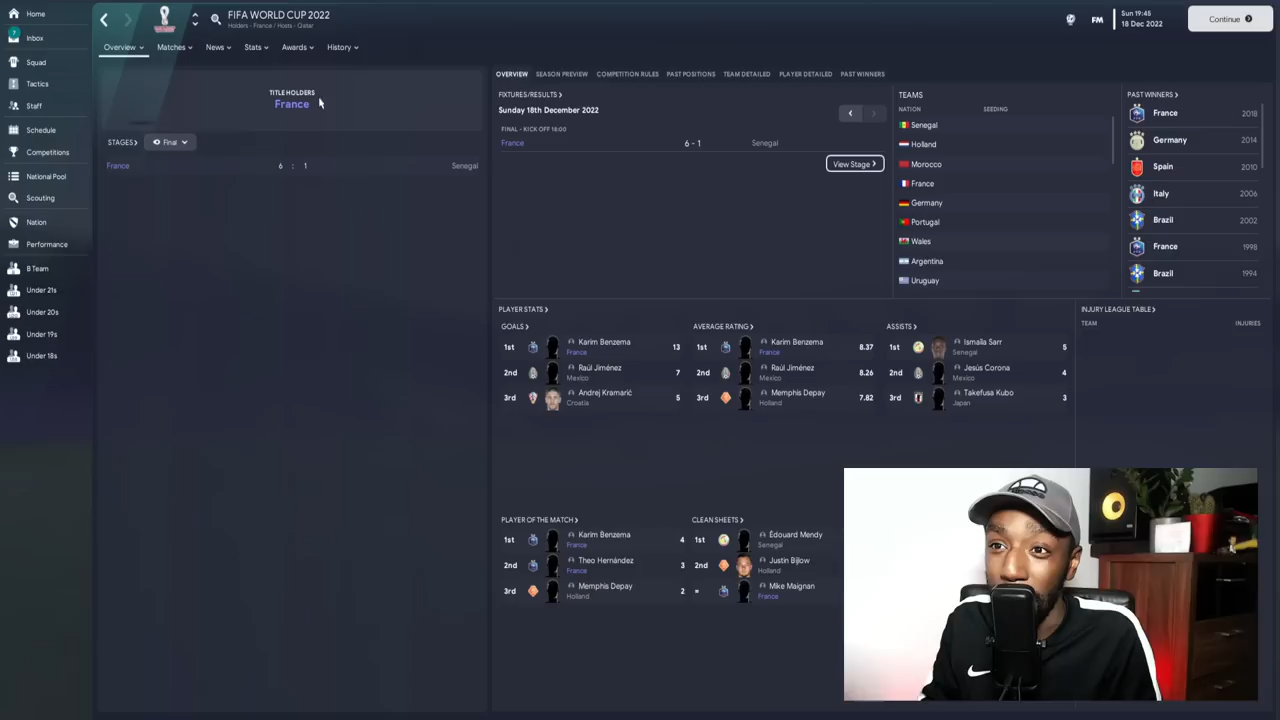 Home
Inbox
Squad
Tactics
Staff
Schedule
Competitions
National Pool
Scouting
Nation
Performance
B Team
Under 21s
Under 20s
Under 19s
Under 18s
FIFA WORLD CUP 2022
Holders - France / Hosts - Qatar
FM
Sun 19:45
18 Dec 2022
Continue
Overview
Matches
News
Stats
Awards
History
TITLE HOLDERS
France
STAGES
Final
France 6 : 1 Senegal
OVERVIEW
SEASON PREVIEW
COMPETITION RULES
PAST POSITIONS
TEAM DETAILED
PLAYER DETAILED
PAST WINNERS
FIXTURES/RESULTS
Sunday 18th December 2022
FINAL - KICK OFF 18:00
France 6 - 1 Senegal
View Stage
TEAMS
NATION SEEDING
Senegal
Holland
Morocco
France
Germany
Portugal
Wales
Argentina
Uruguay
PAST WINNERS
France 2018
Germany 2014
Spain 2010
Italy 2006
Brazil 2002
France 1998
Brazil 1994
PLAYER STATS
GOALS
1st Karim Benzema 13
France
2nd Raúl Jiménez 7
Mexico
3rd Andrej Kramarić 5
Croatia
AVERAGE RATING
1st Karim Benzema 8.37
France
2nd Raúl Jiménez 8.26
Mexico
3rd Memphis Depay 7.82
Holland
ASSISTS
1st Ismaïla Sarr 5
Senegal
2nd Jesús Corona 4
Mexico
3rd Takefusa Kubo 3
Japan
INJURY LEAGUE TABLE
TEAM INJURIES
PLAYER OF THE MATCH
1st Karim Benzema 4
France
2nd Theo Hernández 3
France
3rd Memphis Depay 2
Holland
CLEAN SHEETS
1st Édouard Mendy
Senegal
2nd Justin Bijlow
Holland
= Mike Maignan
France